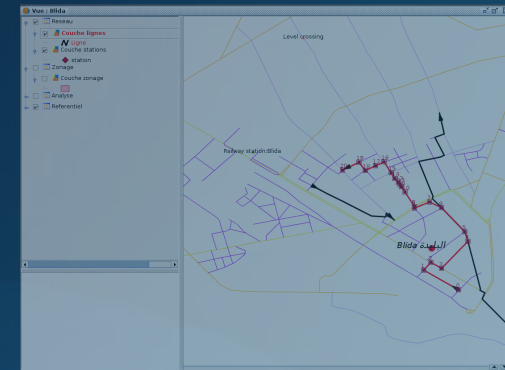 Vue : Blida
Reseau
Couche lignes
Ligne
Couche stations
station
Zonage
Couche zonage
Analyse
Referentiel
Level crossing
Railway station:Blida
Blida البليدة